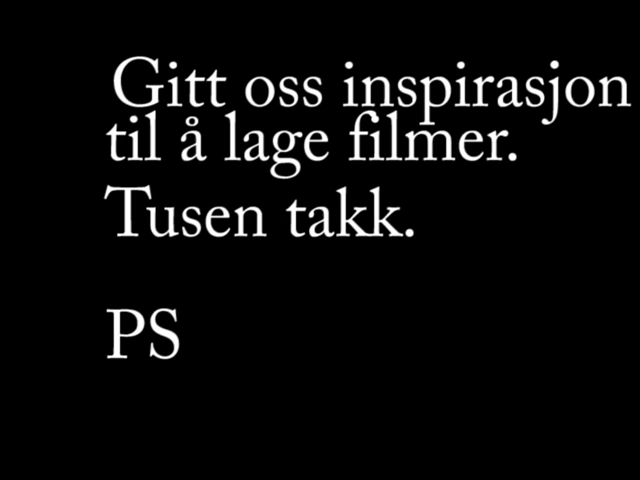 Gitt oss inspirasjon
til å lage filmer.
Tusen takk.
PS